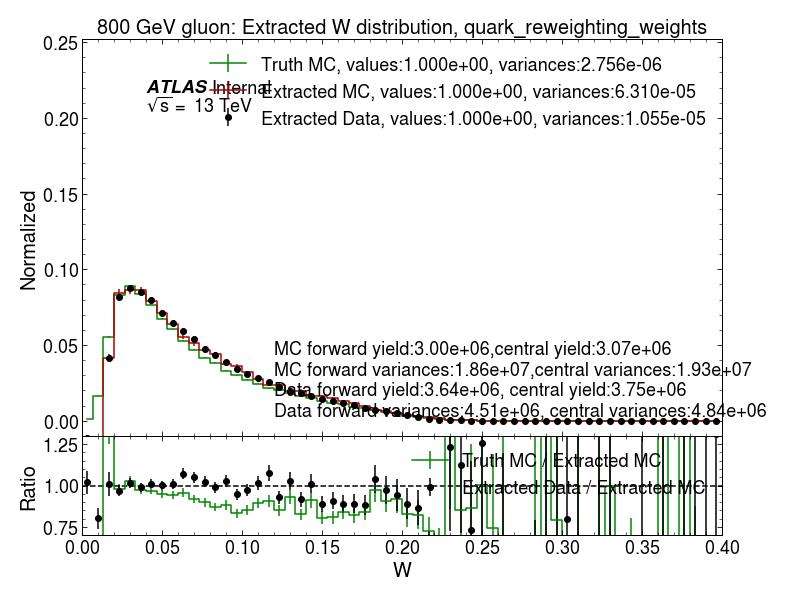 800 GeV gluon: Extracted W distribution, quark_reweighting_weights
0.25
0.20
0.15
0.10
0.05
0.00
Normalized
Truth MC, values:1.000e+00, variances:2.756e-06
Extracted MC, values:1.000e+00, variances:6.310e-05
Extracted Data, values:1.000e+00, variances:1.055e-05
ATLAS Internal
√s = 13 TeV
MC forward yield:3.00e+06,central yield:3.07e+06
MC forward variances:1.86e+07,central variances:1.93e+07
Data forward yield:3.64e+06, central yield:3.75e+06
Data forward variances:4.51e+06, central variances:4.84e+06
1.25
1.00
0.75
Ratio
Truth MC / Extracted MC
Extracted Data / Extracted MC
0.00 0.05 0.10 0.15 0.20 0.25 0.30 0.35 0.40
W